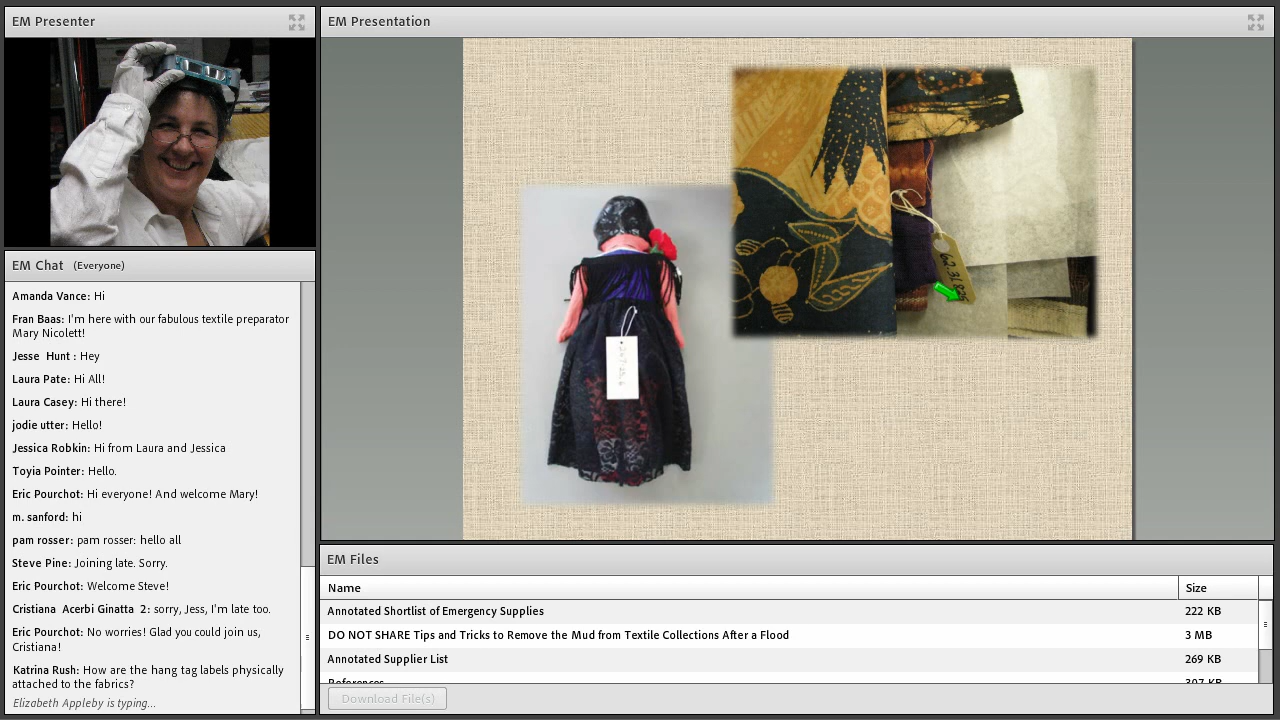 EM Presenter
EM Presentation
EM Chat (Everyone)
Amanda Vance: Hi
Fran Baas: I'm here with our fabulous textile preparator
Mary Nicolett!
Jesse Hunt : Hey
Laura Pate: Hi All!
Laura Casey: Hi there!
jodie utter: Hello!
Jessica Robkin: Hi from Laura and Jessica
Toyia Pointer: Hello.
Eric Pourchot: Hi everyone! And welcome Mary!
m. sanford: hi
pam rosser: pam rosser: hello all
Steve Pine: Joining late. Sorry.
Eric Pourchot: Welcome Steve!
Cristiana Acerbi Ginatta 2: sorry, Jess, I'm late too.
Eric Pourchot: No worries! Glad you could join us,
Cristiana!
Katrina Rush: How are the hang tag labels physically
attached to the fabrics?
Elizabeth Appleby is typing...
EM Files
Name Size
Annotated Shortlist of Emergency Supplies 222 KB
DO NOT SHARE Tips and Tricks to Remove the Mud from Textile Collections After a Flood 3 MB
Annotated Supplier List 269 KB
References 307 KB
Download File(s)